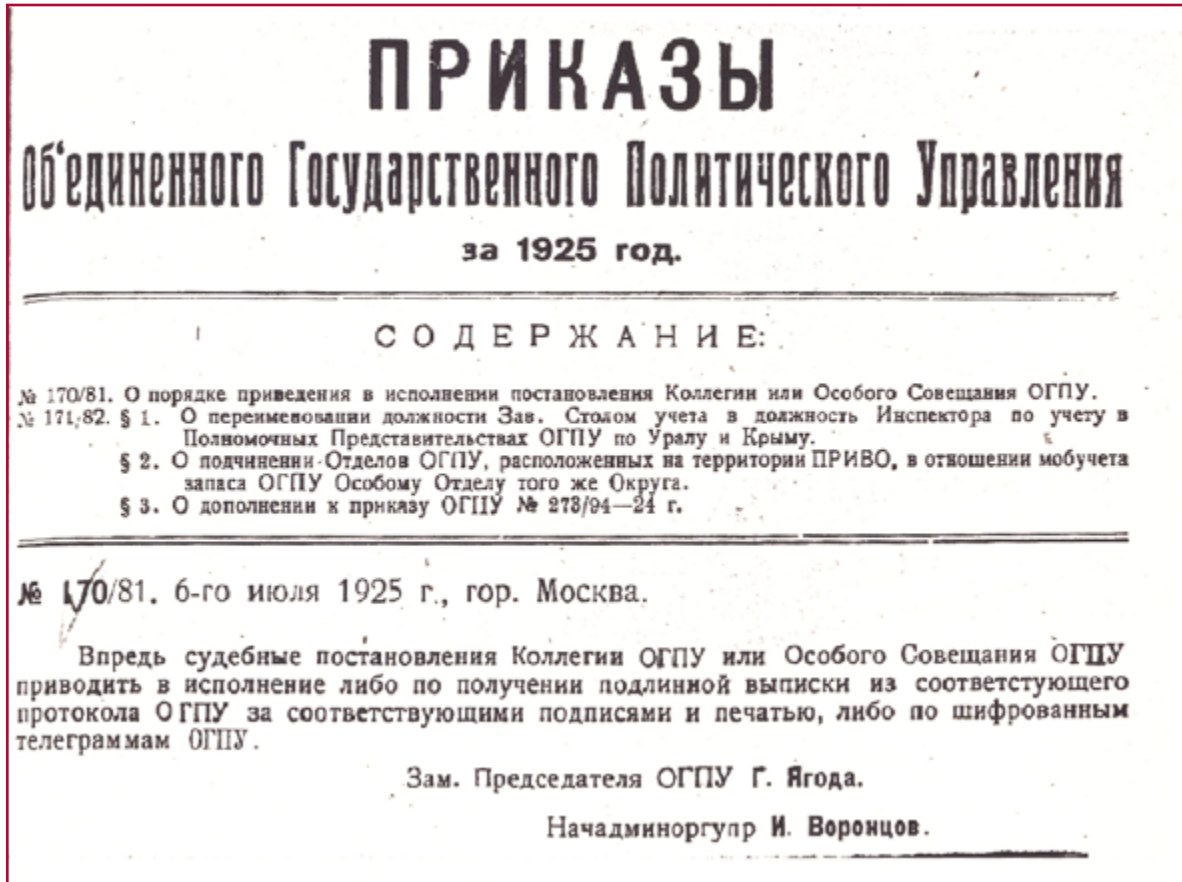 ПРИКАЗЫ
Об'единенного Государственного Политического Управления
за 1925 год.
СОДЕРЖАНИЕ:
№ 170/81. О порядке приведения в исполнении постановления Коллегии или Особого Совещания ОГПУ.
№ 171/82. § 1. О переименовании должности Зав. Столом учета в должность Инспектора по учету в
Полномочных Представительствах ОГПУ по Уралу и Крыму.
§ 2. О подчинении Отделов ОГПУ, расположенных на территории ПРИВО, в отношении мобучета
запаса ОГПУ Особому Отделу того же Округа.
§ 3. О дополнении к приказу ОГПУ № 273/94—24 г.
№ 170/81. 6-го июля 1925 г., гор. Москва.
Впредь судебные постановления Коллегии ОГПУ или Особого Совещания ОГПУ
приводить в исполнение либо по получении подлинной выписки из соответстующего
протокола ОГПУ за соответствующими подписями и печатью, либо по шифрованным
телеграммам ОГПУ.
Зам. Председателя ОГПУ Г. Ягода.
Начадминоргупр И. Воронцов.